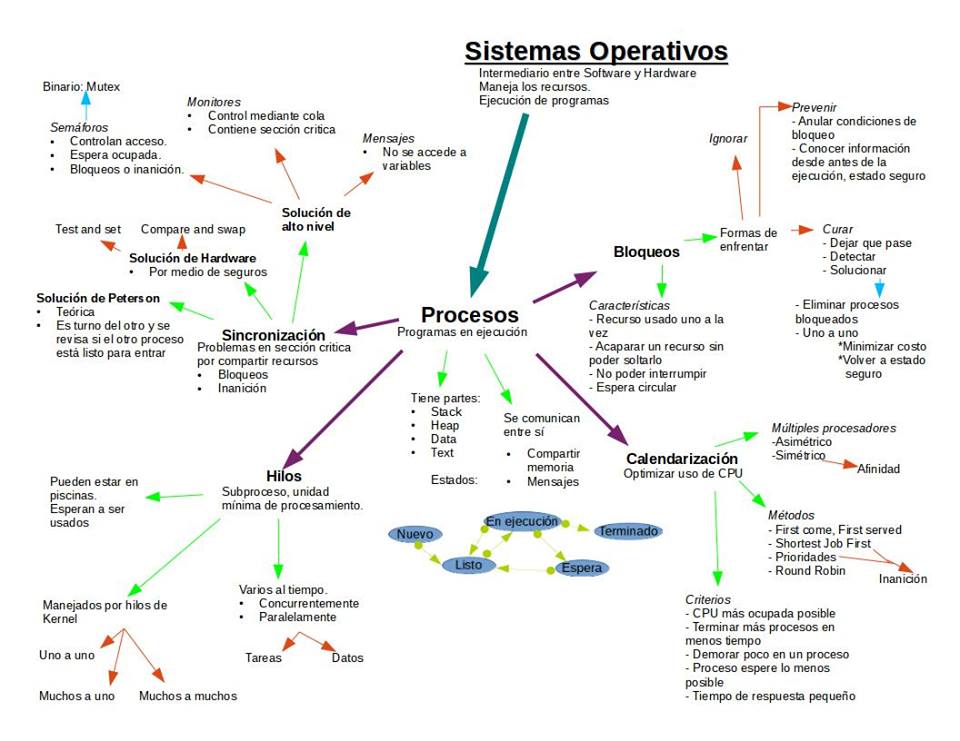 Sistemas Operativos
Intermediario entre Software y Hardware
Maneja los recursos.
Ejecución de programas
Binario: Mutex
Semáforos
• Controlan acceso.
• Espera ocupada.
• Bloqueos o inanición.
Monitores
• Control mediante cola
• Contiene sección critica
Mensajes
• No se accede a
variables
Solución de
alto nivel
Test and set
Compare and swap
Solución de Hardware
• Por medio de seguros
Solución de Peterson
• Teórica
• Es turno del otro y se
revisa si el otro proceso
está listo para entrar
Sincronización
Problemas en sección critica
por compartir recursos
• Bloqueos
• Inanición
Procesos
Programas en ejecución
Tiene partes:
• Stack
• Heap
• Data
• Text
Estados:
Se comunican
entre sí
• Compartir
memoria
• Mensajes
Nuevo
En ejecución
Terminado
Listo
Espera
Bloqueos
Formas de
enfrentar
Ignorar
Prevenir
- Anular condiciones de
bloqueo
- Conocer información
desde antes de la
ejecución, estado seguro
Curar
- Dejar que pase
- Detectar
- Solucionar
- Eliminar procesos
bloqueados
- Uno a uno
*Minimizar costo
*Volver a estado
seguro
Características
- Recurso usado uno a la
vez
- Acaparar un recurso sin
poder soltarlo
- No poder interrumpir
- Espera circular
Calendarización
Optimizar uso de CPU
Múltiples procesadores
-Asimétrico
-Simétrico
Afinidad
Métodos
- First come, First served
- Shortest Job First
- Prioridades
- Round Robin
Inanición
Criterios
- CPU más ocupada posible
- Terminar más procesos en
menos tiempo
- Demorar poco en un proceso
- Proceso espere lo menos
posible
- Tiempo de respuesta pequeño
Hilos
Subproceso, unidad
mínima de procesamiento.
Pueden estar en
piscinas.
Esperan a ser
usados
Manejados por hilos de
Kernel
Uno a uno
Muchos a uno
Muchos a muchos
Varios al tiempo.
• Concurrentemente
• Paralelamente
Tareas
Datos